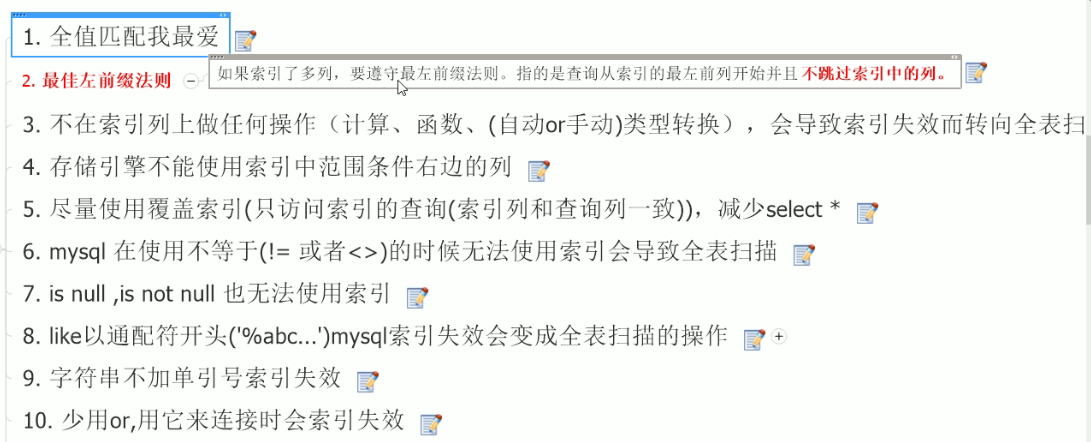 1. 全值匹配我最爱
2. 最佳左前缀法则
如果索引了多列，要遵守最左前缀法则。指的是查询从索引的最左前列开始并且不跳过索引中的列。
3. 不在索引列上做任何操作（计算、函数、(自动or手动)类型转换），会导致索引失效而转向全表扫
4. 存储引擎不能使用索引中范围条件右边的列
5. 尽量使用覆盖索引(只访问索引的查询(索引列和查询列一致))，减少select *
6. mysql 在使用不等于(!= 或者<>)的时候无法使用索引会导致全表扫描
7. is null ,is not null 也无法使用索引
8. like以通配符开头('%abc...')mysql索引失效会变成全表扫描的操作
9. 字符串不加单引号索引失效
10. 少用or,用它来连接时会索引失效